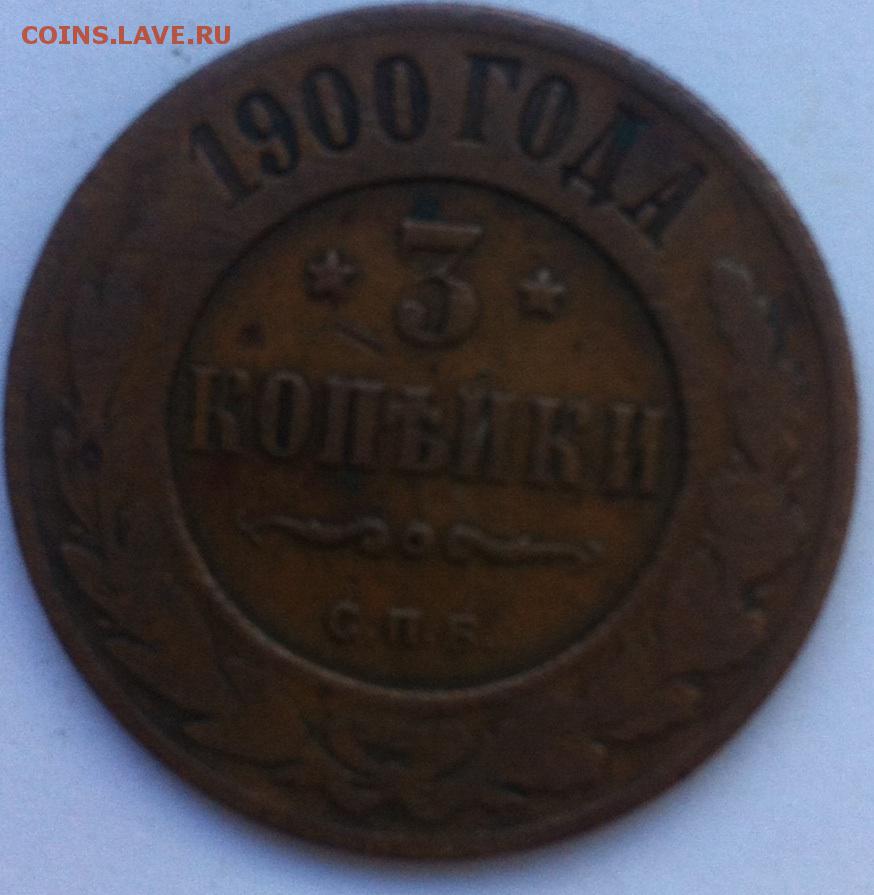 COINS.LAVE.RU
1900 ГОДА
* 3 *
КОПѢЙКИ
С.П.Б.